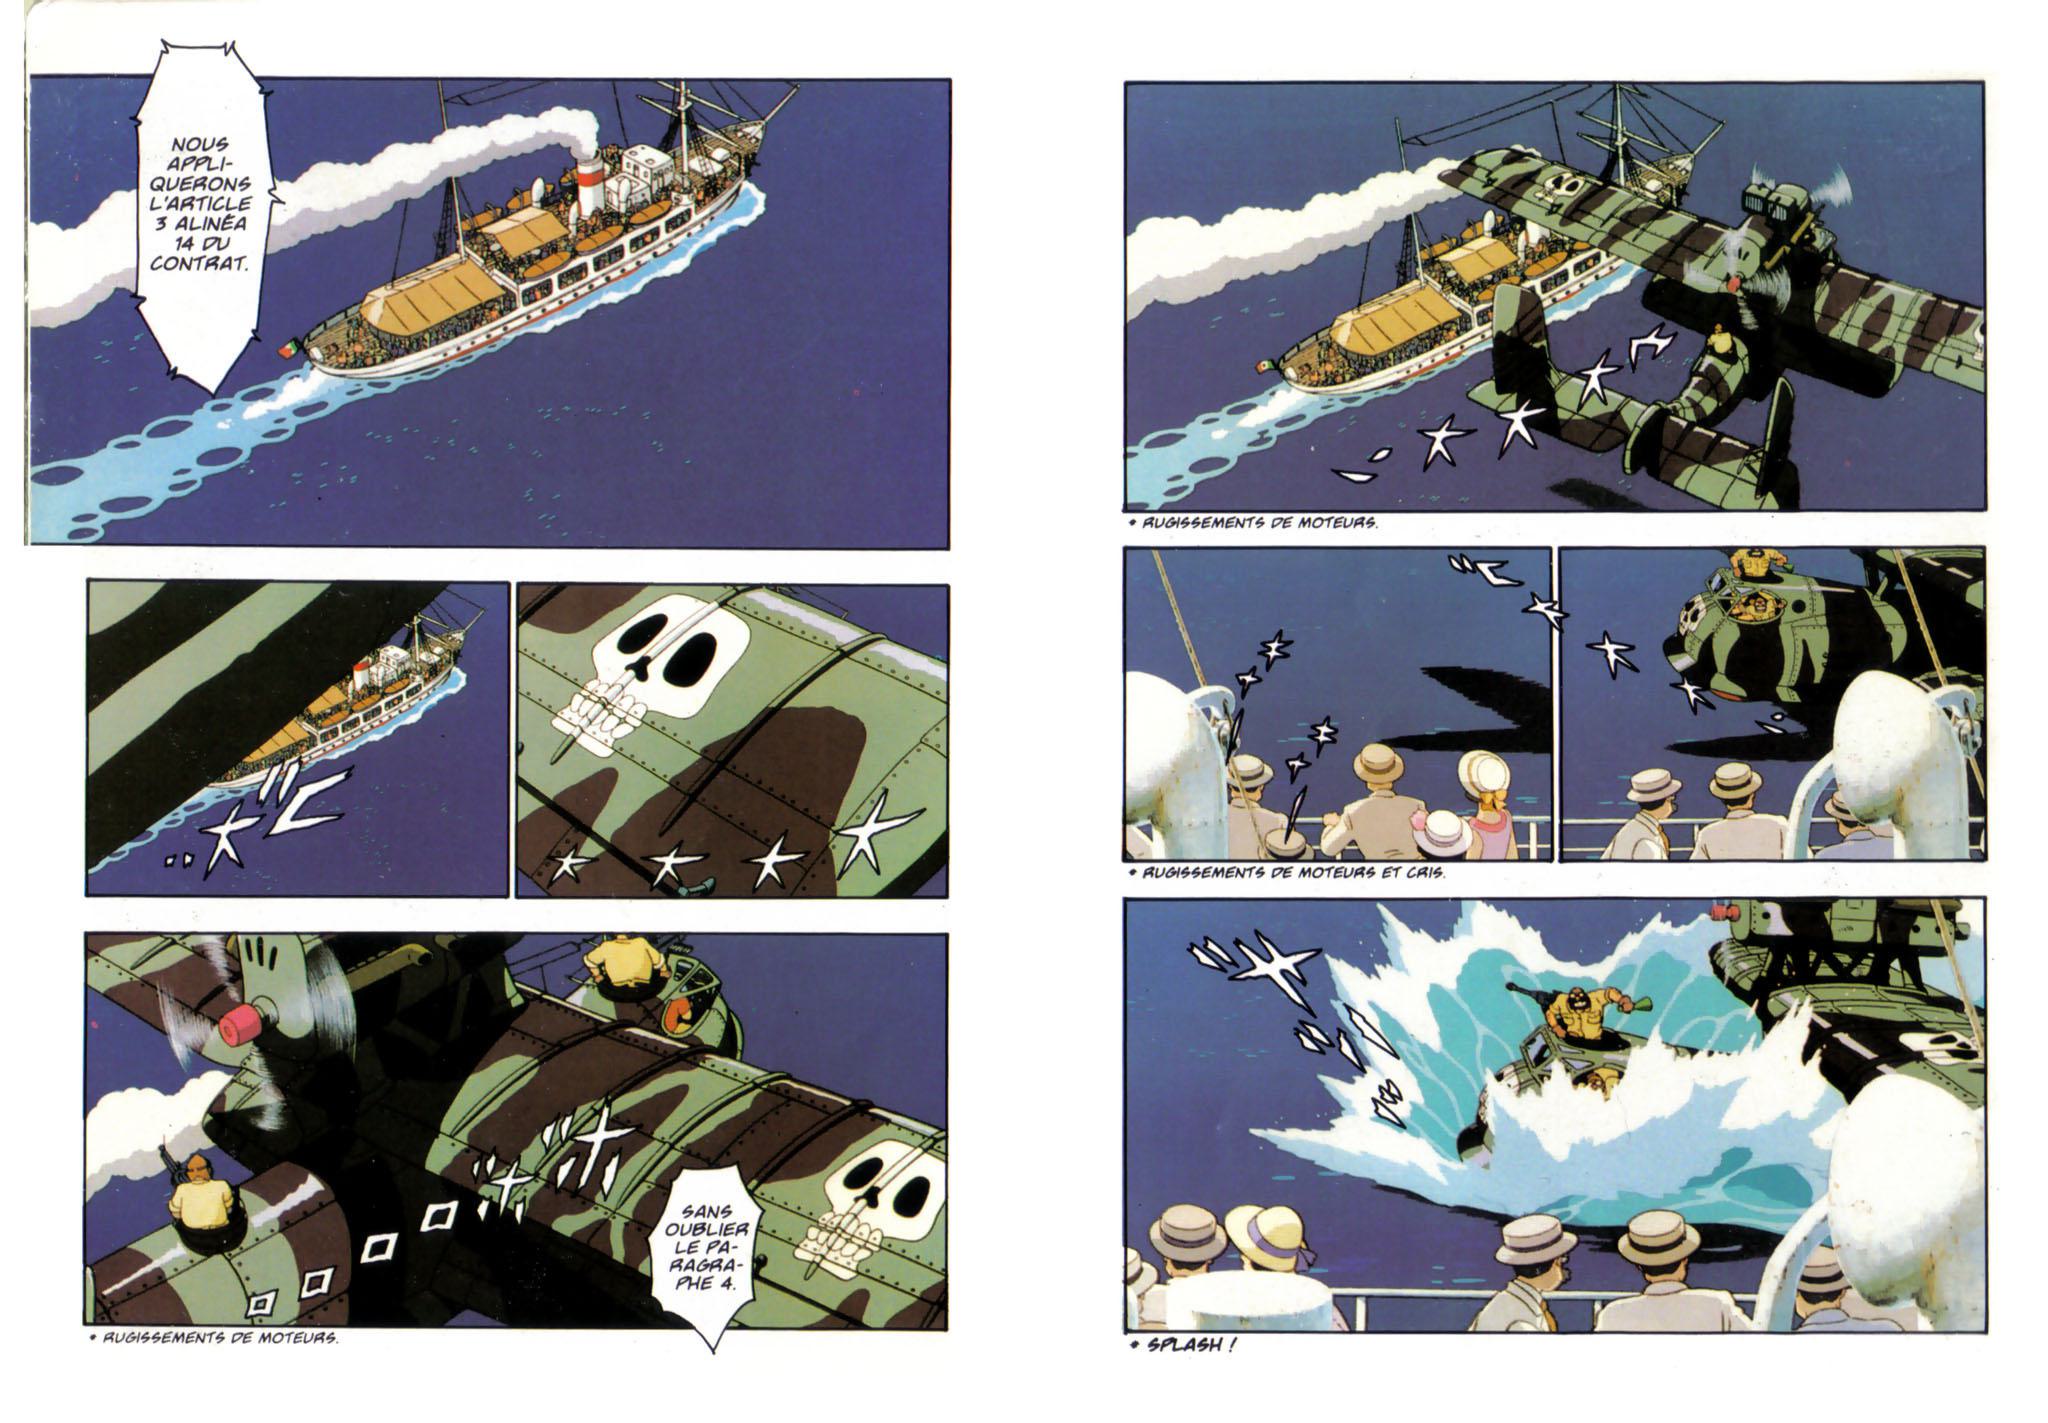 NOUS
APPLI-
QUERONS
L'ARTICLE
3 ALINÉA
14 DU
CONTRAT.
SANS
OUBLIER
LE PA-
RAGRA-
PHE 4.
* RUGISSEMENTS DE MOTEURS.
* RUGISSEMENTS DE MOTEURS.
* RUGISSEMENTS DE MOTEURS ET CRIS.
* SPLASH !